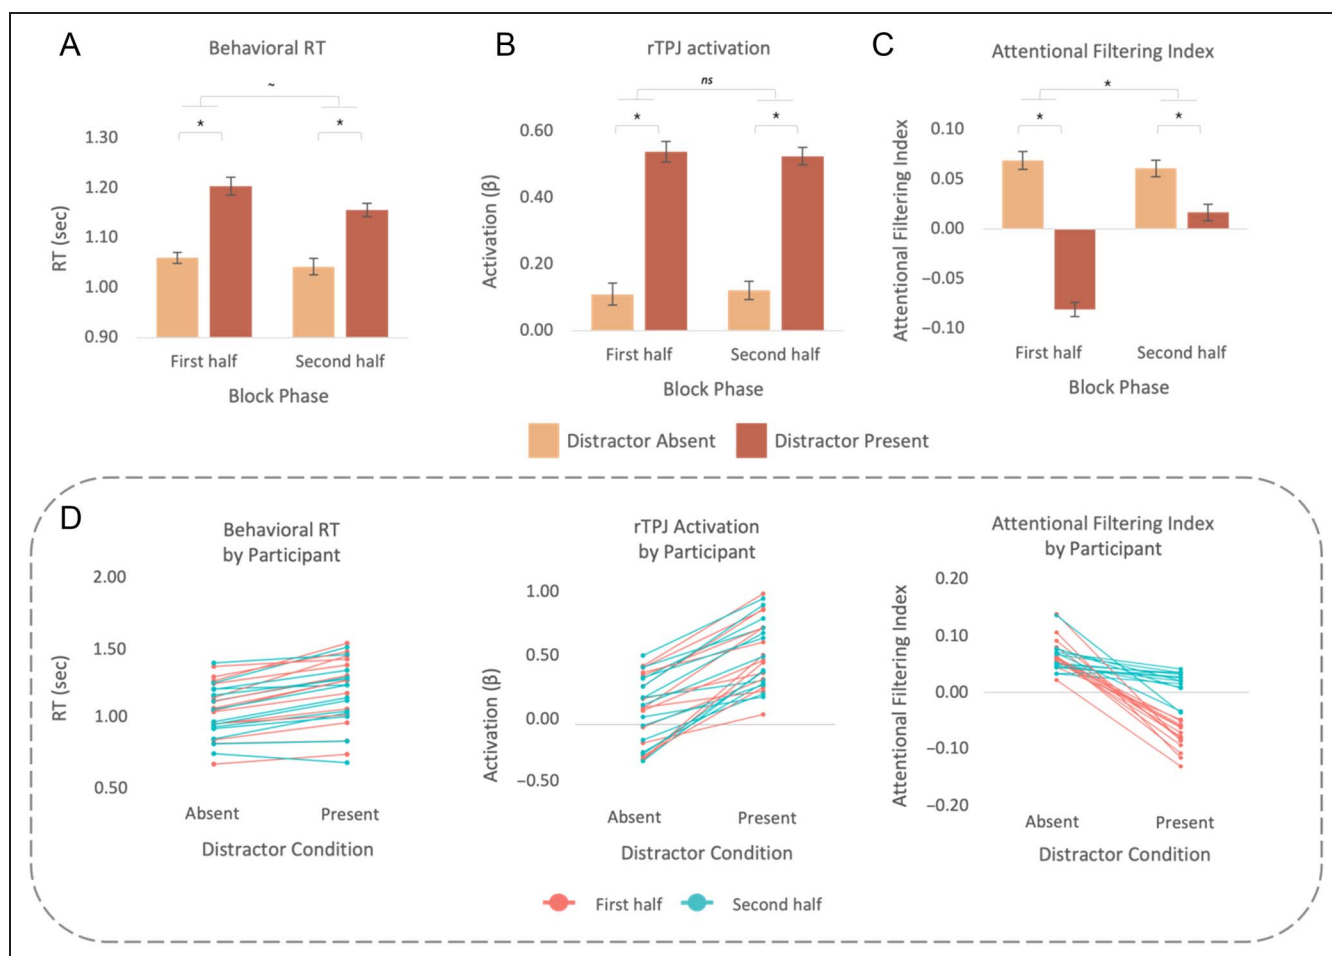 A
Behavioral RT
~
*
*
1.30
1.20
1.10
1.00
0.90
RT (sec)
First half
Second half
Block Phase
B
rTPJ activation
ns
*
*
0.60
0.40
0.20
0.00
Activation (β)
First half
Second half
Block Phase
C
Attentional Filtering Index
*
*
*
0.10
0.05
0.00
−0.05
−0.10
Attentional Filtering Index
First half
Second half
Block Phase
Distractor Absent
Distractor Present
D
Behavioral RT
by Participant
2.00
1.50
1.00
0.50
RT (sec)
Absent
Present
Distractor Condition
rTPJ Activation
by Participant
1.00
0.50
0.00
−0.50
Activation (β)
Absent
Present
Distractor Condition
Attentional Filtering Index
by Participant
0.20
0.10
0.00
−0.10
−0.20
Attentional Filtering Index
Absent
Present
Distractor Condition
First half
Second half